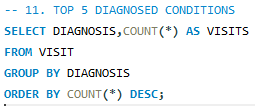 -- 11. TOP 5 DIAGNOSED CONDITIONS
SELECT DIAGNOSIS,COUNT(*) AS VISITS
FROM VISIT
GROUP BY DIAGNOSIS
ORDER BY COUNT(*) DESC;